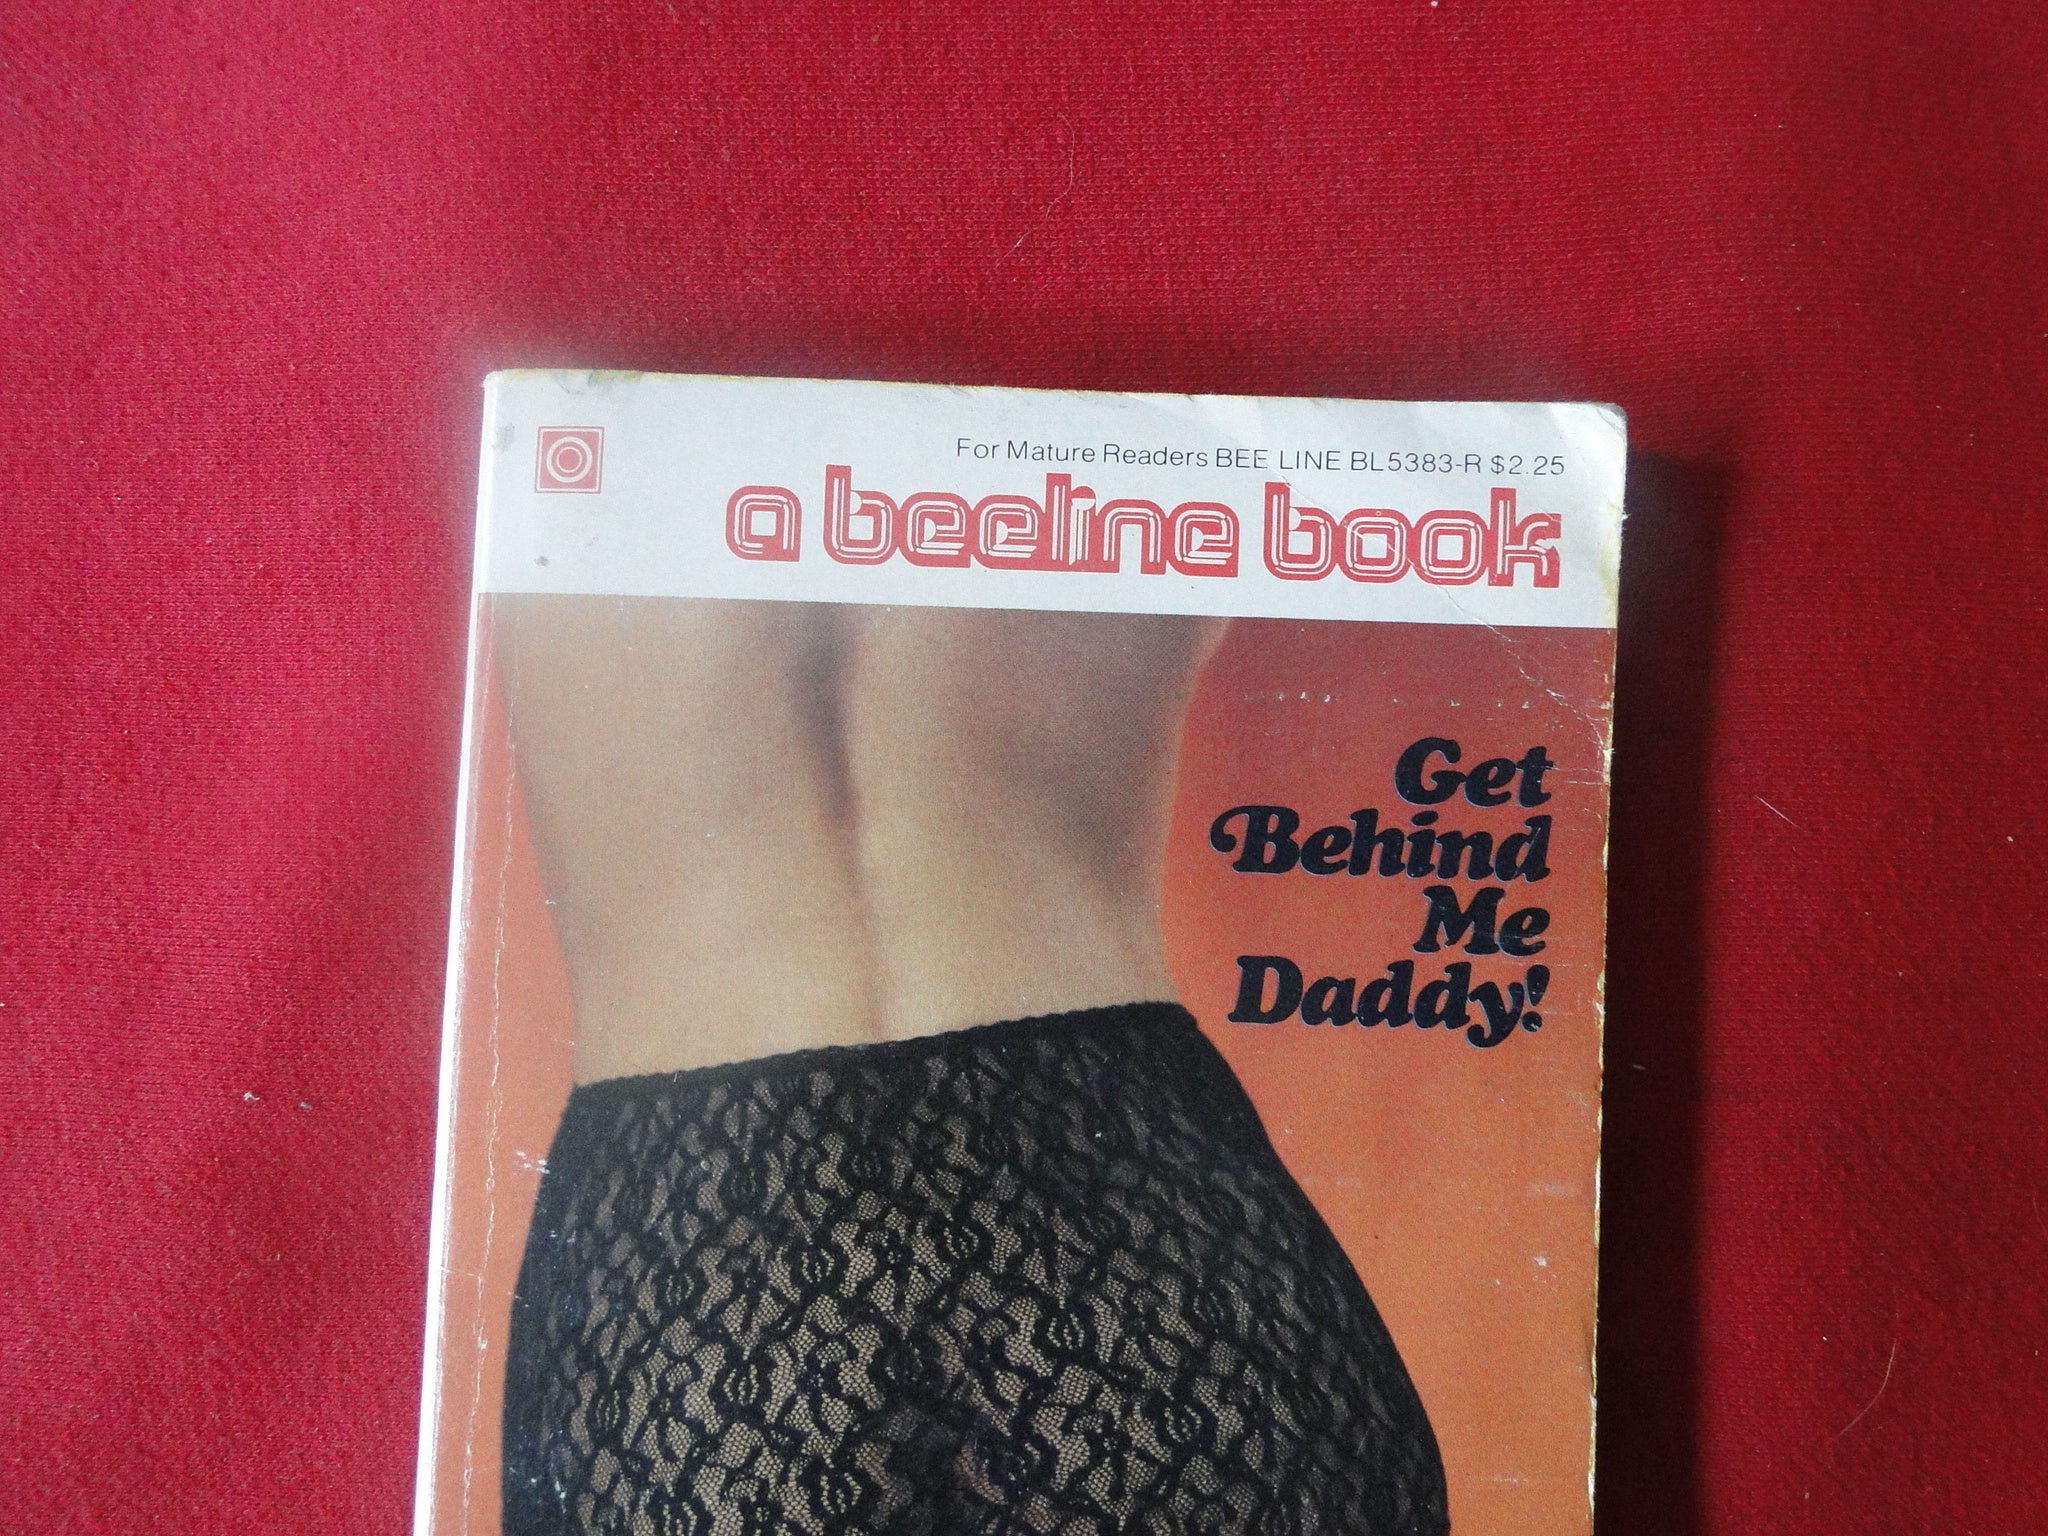 For Mature Readers BEE LINE BL5383-R $2.25
a beeline book
Get
Behind
Me
Daddy!